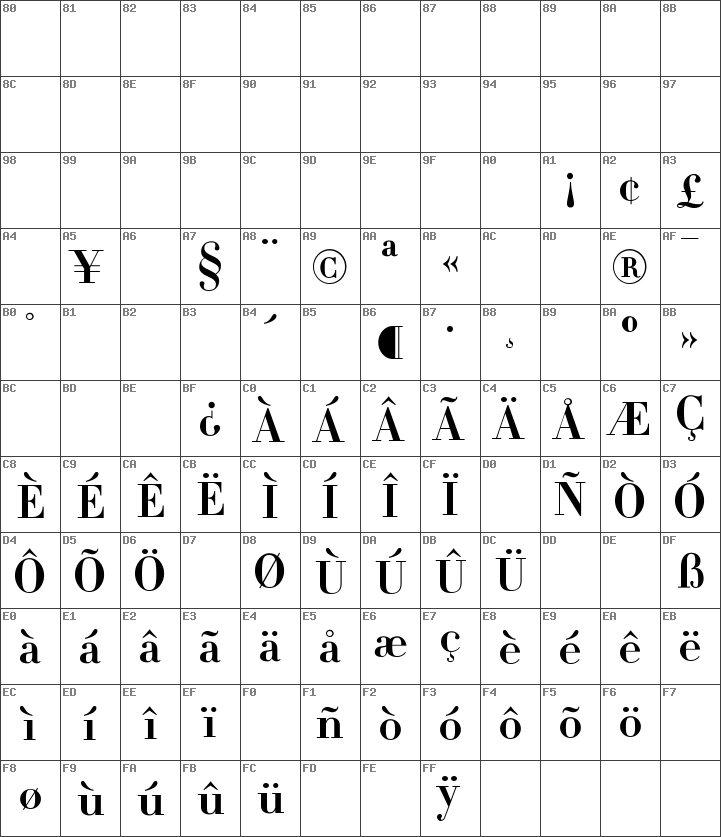 80 81 82 83 84 85 86 87 88 89 8A 8B
8C 8D 8E 8F 90 91 92 93 94 95 96 97
98 99 9A 9B 9C 9D 9E 9F A0 A1 A2 A3
¡ ¢ £
A4 A5 A6 A7 A8 A9 AA AB AC AD AE AF
¥ § ¨ © ª « ® ¯
B0 B1 B2 B3 B4 B5 B6 B7 B8 B9 BA BB
° ´ ¶ · ¸ º »
BC BD BE BF C0 C1 C2 C3 C4 C5 C6 C7
¿ À Á Â Ã Ä Å Æ Ç
C8 C9 CA CB CC CD CE CF D0 D1 D2 D3
È É Ê Ë Ì Í Î Ï Ñ Ò Ó
D4 D5 D6 D7 D8 D9 DA DB DC DD DE DF
Ô Õ Ö Ø Ù Ú Û Ü ß
E0 E1 E2 E3 E4 E5 E6 E7 E8 E9 EA EB
à á â ã ä å æ ç è é ê ë
EC ED EE EF F0 F1 F2 F3 F4 F5 F6 F7
ì í î ï ñ ò ó ô õ ö
F8 F9 FA FB FC FD FE FF
ø ù ú û ü ÿ